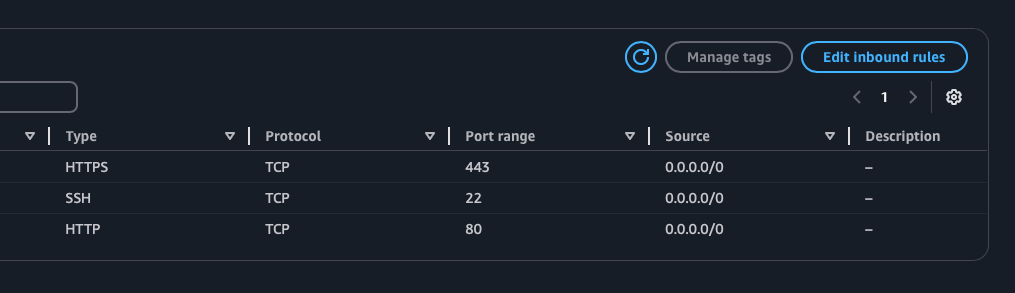 Manage tags Edit inbound rules
1
Type Protocol Port range Source Description
HTTPS TCP 443 0.0.0.0/0 –
SSH TCP 22 0.0.0.0/0 –
HTTP TCP 80 0.0.0.0/0 –